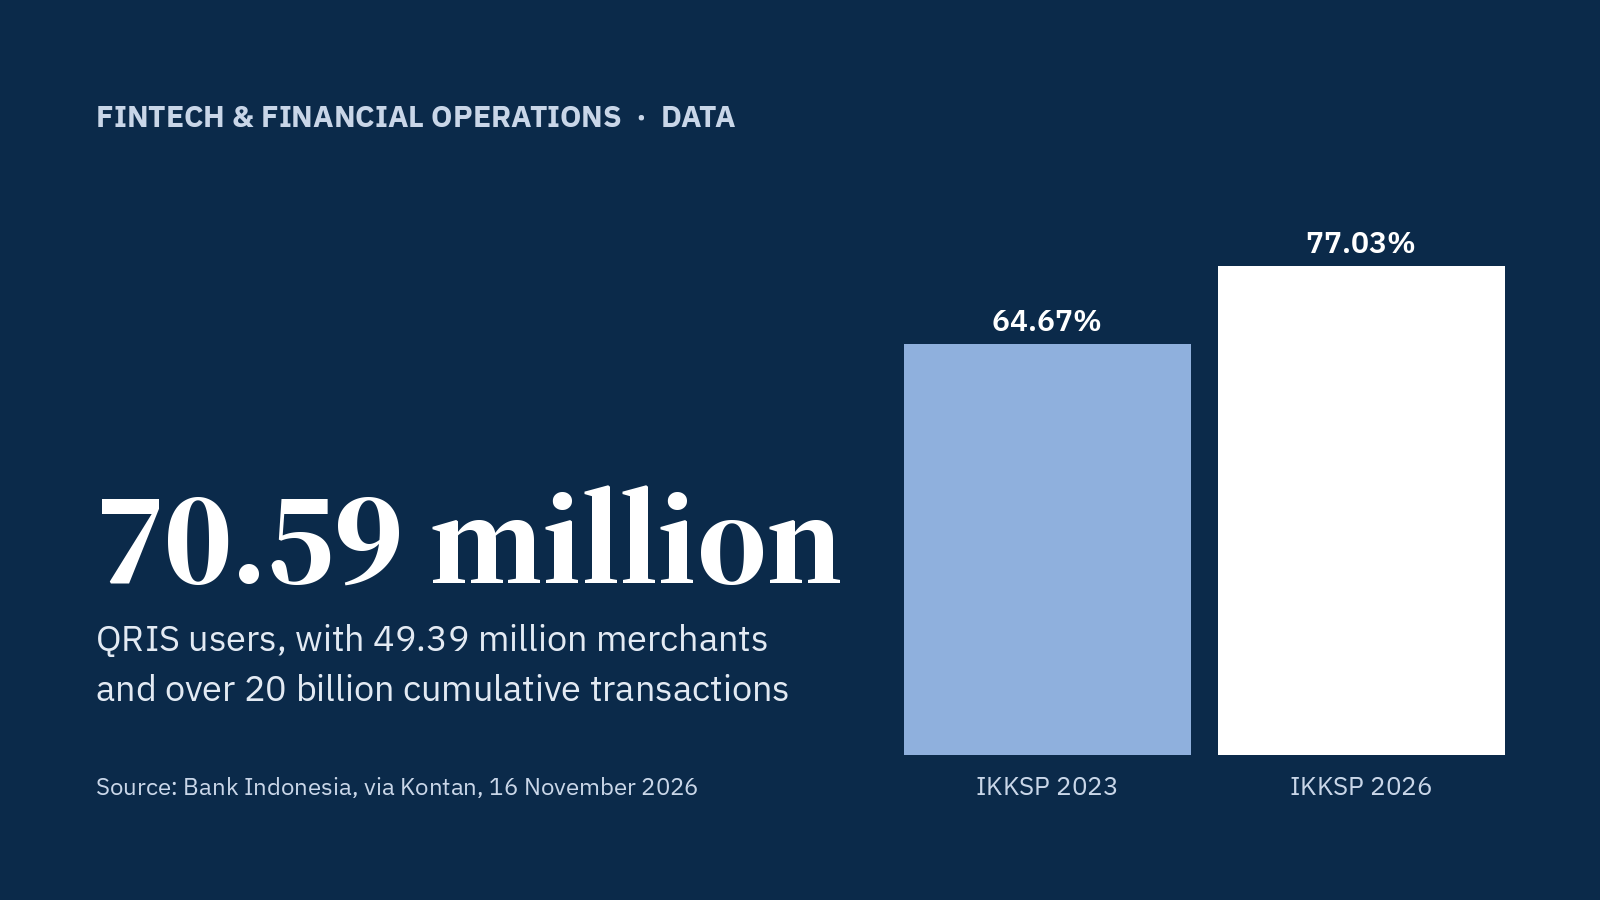 FINTECH & FINANCIAL OPERATIONS · DATA
77.03%
64.67%
70.59 million
QRIS users, with 49.39 million merchants
and over 20 billion cumulative transactions
Source: Bank Indonesia, via Kontan, 16 November 2026
IKKSP 2023
IKKSP 2026